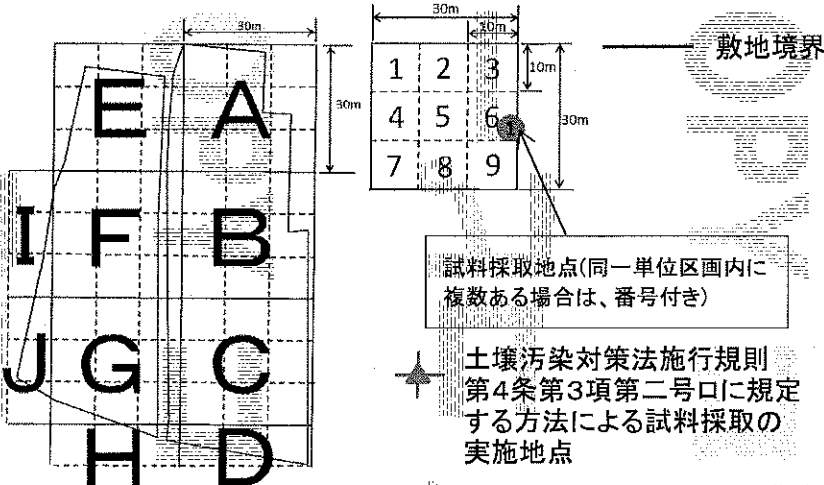 30m
30m
E
A
I
F
B
J
G
C
H
D
30m
10m
10m
30m
1 2 3
4 5 6 1
7 8 9
敷地境界
試料採取地点(同一単位区画内に
複数ある場合は、番号付き)
土壌汚染対策法施行規則
第4条第3項第二号ロに規定
する方法による試料採取の
実施地点